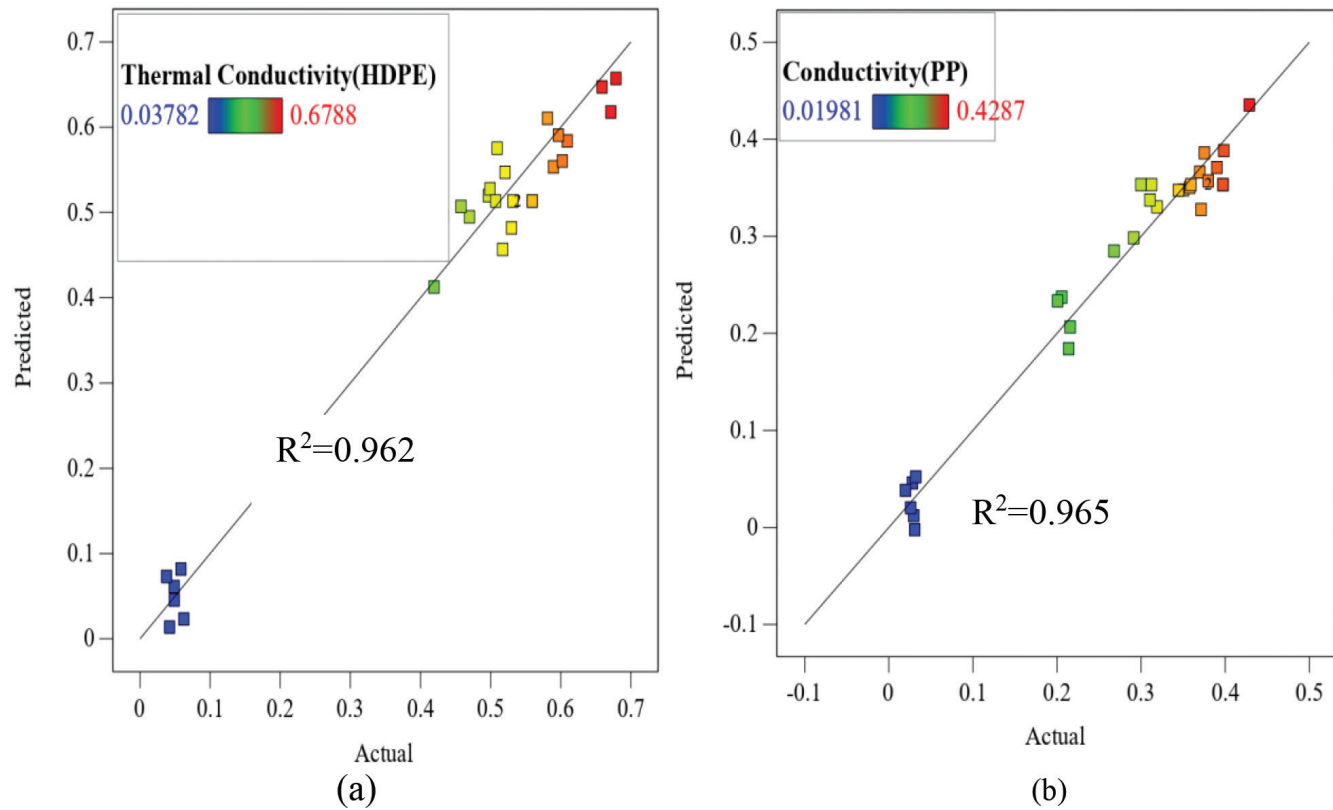 Thermal Conductivity(HDPE)
0.03782 0.6788
0.7
0.6
0.5
0.4
0.3
0.2
0.1
0
Predicted
2
R²=0.962
0 0.1 0.2 0.3 0.4 0.5 0.6 0.7
Actual
(a)
Conductivity(PP)
0.01981 0.4287
0.5
0.4
0.3
0.2
0.1
0
-0.1
Predicted
2
R²=0.965
-0.1 0 0.1 0.2 0.3 0.4 0.5
Actual
(b)